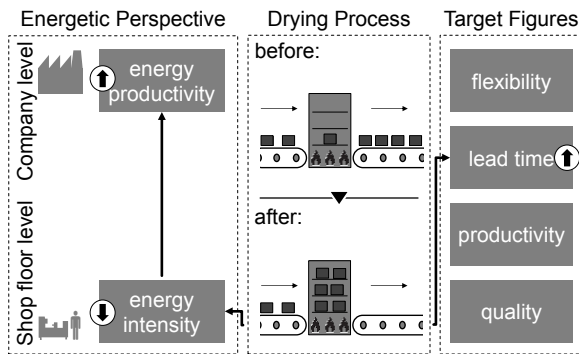 Energetic Perspective
Drying Process
Target Figures
Company level
energy
productivity
before:
flexibility
lead time
after:
productivity
Shop floor level
energy
intensity
quality